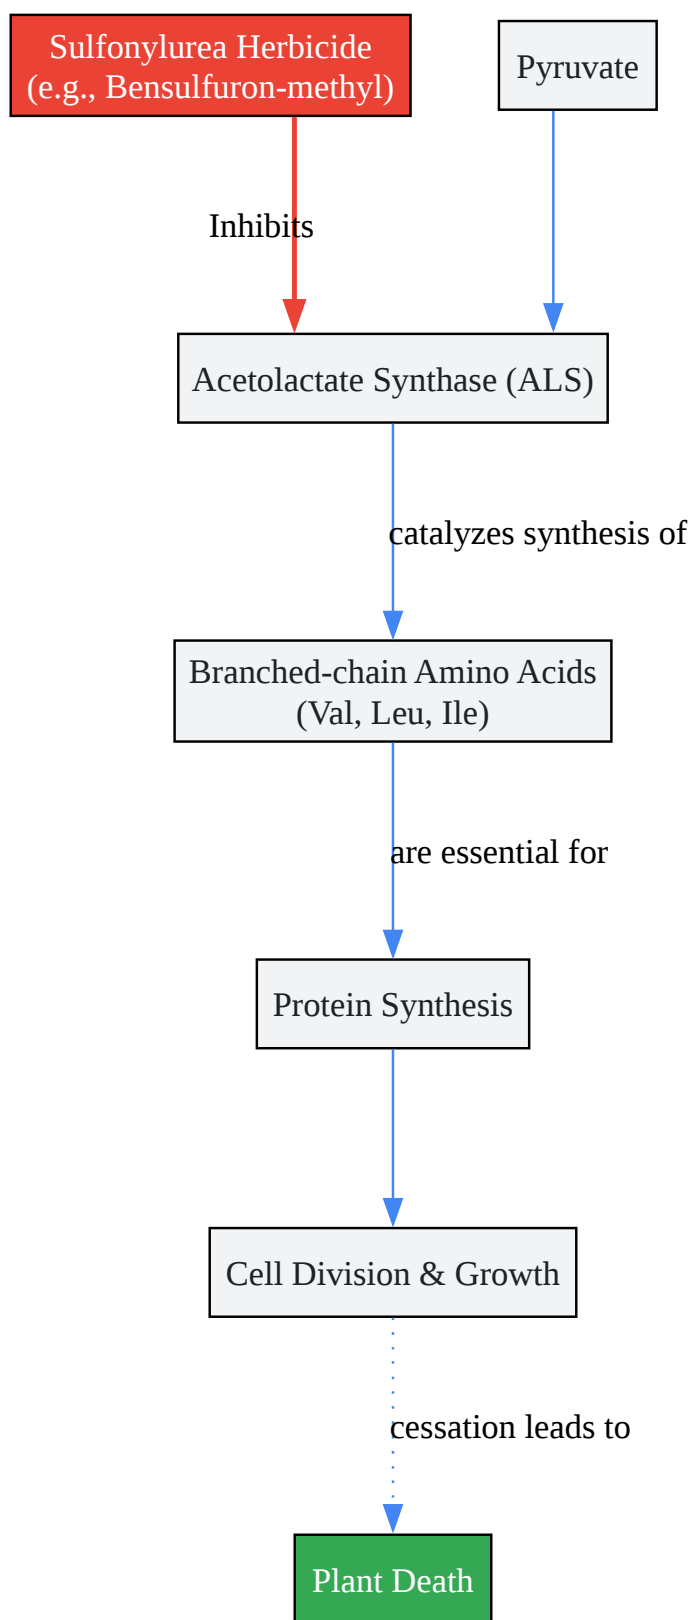 Sulfonylurea Herbicide
(e.g., Bensulfuron-methyl)
Pyruvate
Inhibits
Acetolactate Synthase (ALS)
catalyzes synthesis of
Branched-chain Amino Acids
(Val, Leu, Ile)
are essential for
Protein Synthesis
Cell Division & Growth
cessation leads to
Plant Death